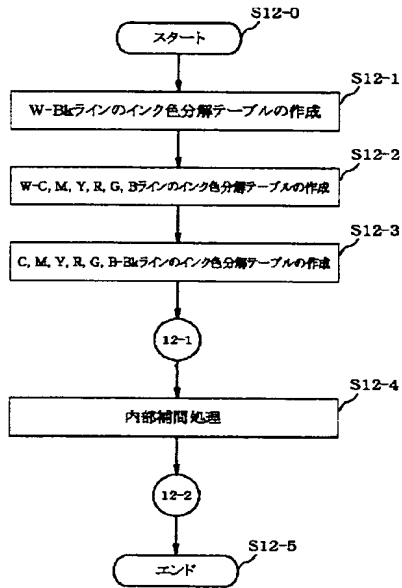 S12-0
スタート
S12-1
W-Bkラインのインク色分解テーブルの作成
S12-2
W-C, M, Y, R, G, Bラインのインク色分解テーブルの作成
S12-3
C, M, Y, R, G, B-Bkラインのインク色分解テーブルの作成
12-1
S12-4
内部補間処理
12-2
S12-5
エンド